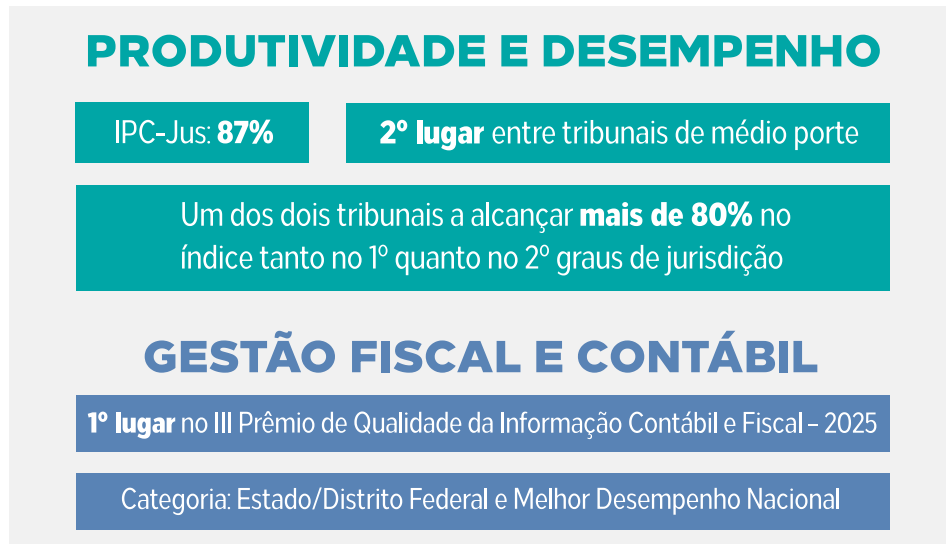 PRODUTIVIDADE E DESEMPENHO
IPC-Jus: 87%
2º lugar entre tribunais de médio porte
Um dos dois tribunais a alcançar mais de 80% no
índice tanto no 1º quanto no 2º graus de jurisdição
GESTÃO FISCAL E CONTÁBIL
1º lugar no III Prêmio de Qualidade da Informação Contábil e Fiscal – 2025
Categoria: Estado/Distrito Federal e Melhor Desempenho Nacional